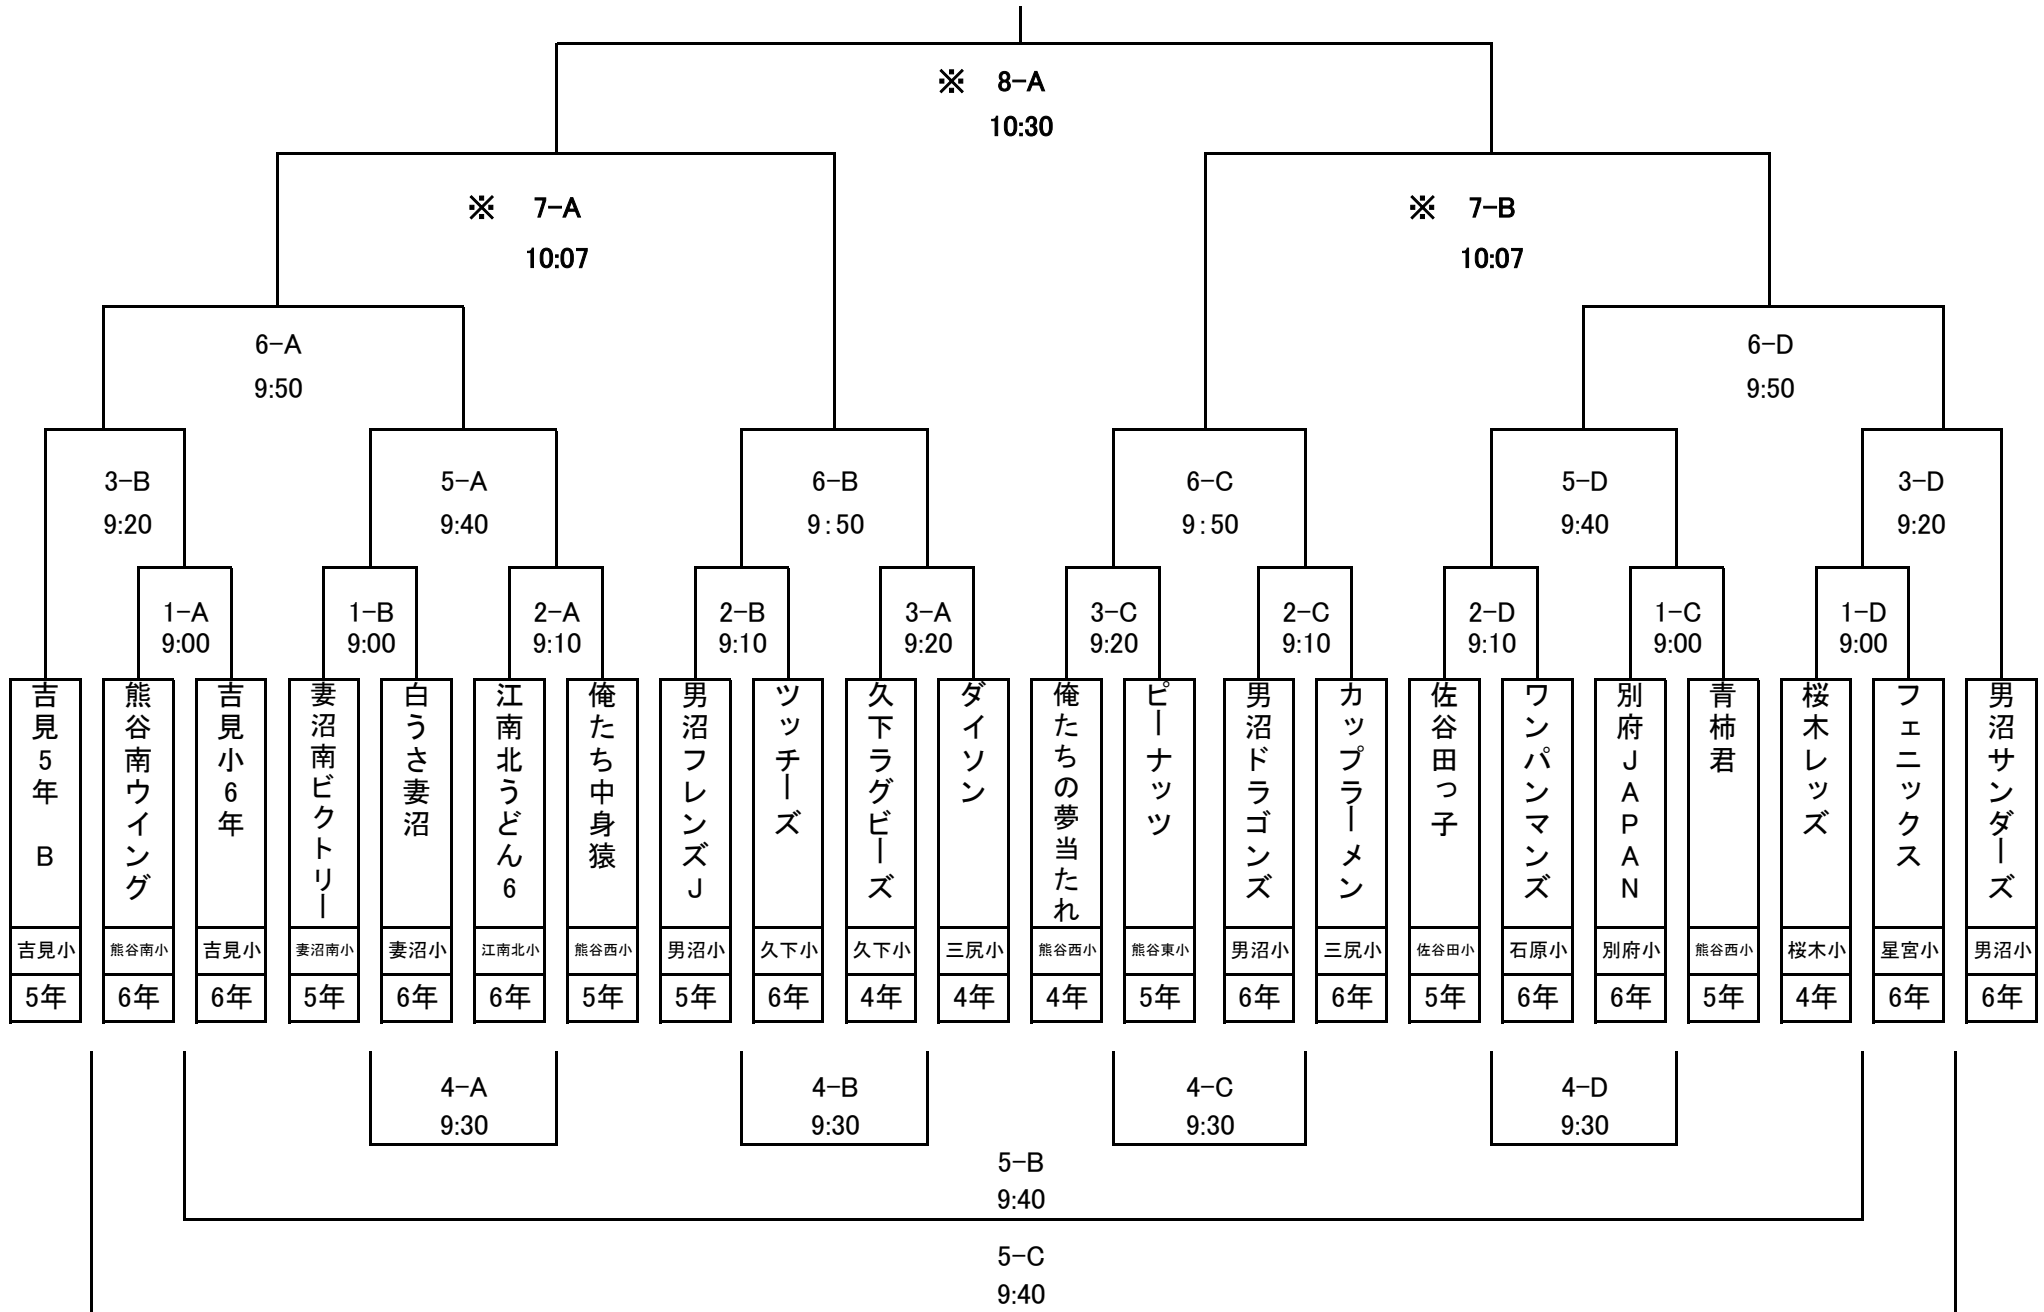 ※ 8-A
10:30
※ 7-A
※ 7-B
10:07
10:07
6-A
6-D
9:50
9:50
3-B
5-A
6-B
6-C
5-D
3-D
9:20
9:40
9:50
9:50
9:40
9:20
1-A
1-B
2-A
2-B
3-A
3-C
2-C
2-D
1-C
1-D
9:00
9:00
9:10
9:10
9:20
9:20
9:10
9:10
9:00
9:00
吉見5年 B
熊谷南ウイング
吉見小6年
妻沼南ビクトリー
白うさ妻沼
江南北うどん6
俺たち中身猿
男沼フレンズJ
ツッチーズ
久下ラグビーズ
ダイソン
俺たちの夢当たれ
ピーナッツ
男沼ドラゴンズ
カップラーメン
佐谷田っ子
ワンパンマンズ
別府JAPAN
青柿君
桜木レッズ
フェニックス
男沼サンダーズ
吉見小
熊谷南小
吉見小
妻沼南小
妻沼小
江南北小
熊谷西小
男沼小
久下小
久下小
三尻小
熊谷西小
熊谷東小
男沼小
三尻小
佐谷田小
石原小
別府小
熊谷西小
桜木小
星宮小
男沼小
5年
6年
6年
5年
6年
6年
5年
5年
6年
4年
4年
4年
5年
6年
6年
5年
6年
6年
5年
4年
6年
6年
4-A
4-B
4-C
4-D
9:30
9:30
9:30
9:30
5-B
9:40
5-C
9:40